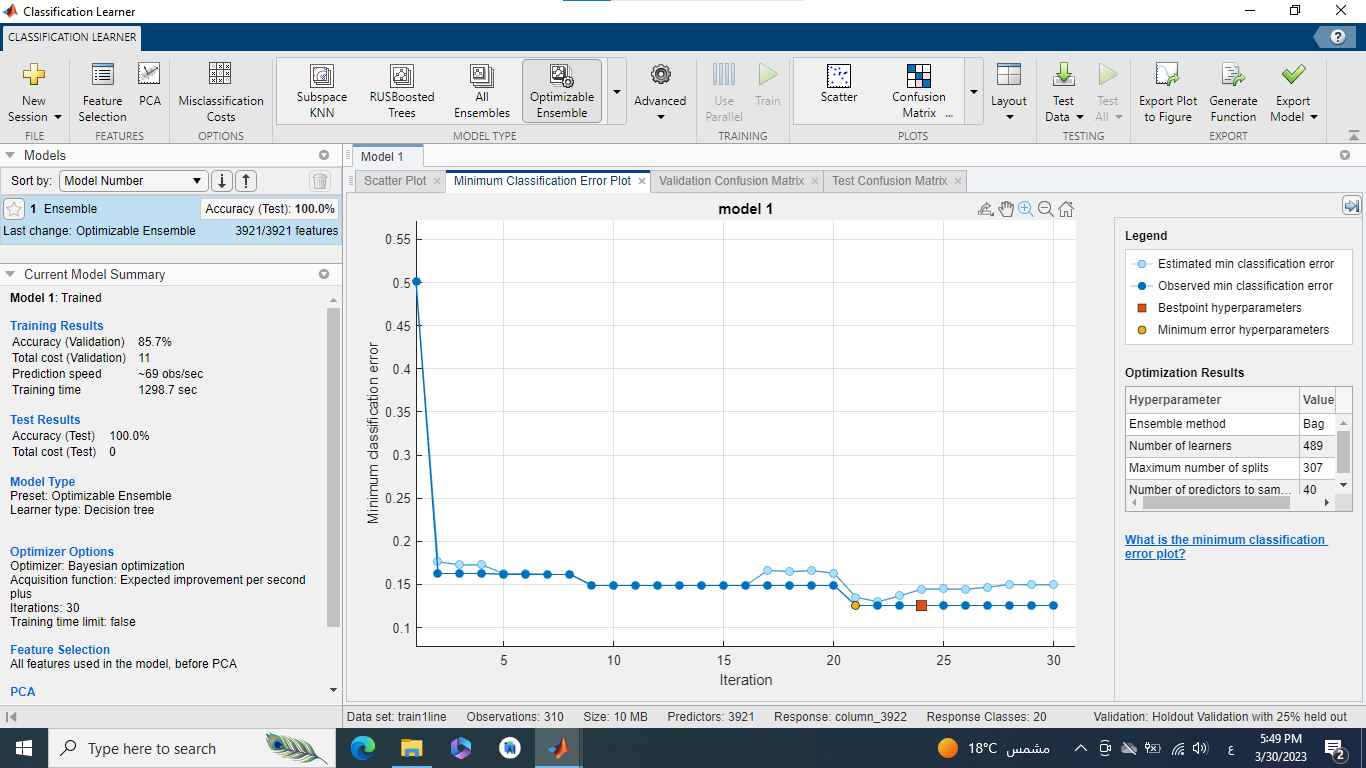 Classification Learner
CLASSIFICATION LEARNER
?
New Session
Feature Selection
PCA
Misclassification Costs
Subspace KNN
RUSBoosted Trees
All Ensembles
Optimizable Ensemble
Advanced
Use Parallel
Train
Scatter
Confusion Matrix ...
Layout
Test Data
Test All
Export Plot to Figure
Generate Function
Export Model
FILE
FEATURES
OPTIONS
MODEL TYPE
TRAINING
PLOTS
TESTING
EXPORT
Models
Sort by: Model Number
1 Ensemble Accuracy (Test): 100.0%
Last change: Optimizable Ensemble 3921/3921 features
Current Model Summary
Model 1: Trained
Training Results
Accuracy (Validation) 85.7%
Total cost (Validation) 11
Prediction speed ~69 obs/sec
Training time 1298.7 sec
Test Results
Accuracy (Test) 100.0%
Total cost (Test) 0
Model Type
Preset: Optimizable Ensemble
Learner type: Decision tree
Optimizer Options
Optimizer: Bayesian optimization
Acquisition function: Expected improvement per second
plus
Iterations: 30
Training time limit: false
Feature Selection
All features used in the model, before PCA
PCA
Model 1
Scatter Plot
Minimum Classification Error Plot
Validation Confusion Matrix
Test Confusion Matrix
model 1
Minimum classification error
0.55
0.5
0.45
0.4
0.35
0.3
0.25
0.2
0.15
0.1
5 10 15 20 25 30
Iteration
Legend
Estimated min classification error
Observed min classification error
Bestpoint hyperparameters
Minimum error hyperparameters
Optimization Results
Hyperparameter Value
Ensemble method Bag
Number of learners 489
Maximum number of splits 307
Number of predictors to sam... 40
What is the minimum classification
error plot?
Data set: train1line Observations: 310 Size: 10 MB Predictors: 3921 Response: column_3922 Response Classes: 20 Validation: Holdout Validation with 25% held out
Type here to search
18°C مشمس
ع
5:49 PM
3/30/2023
2